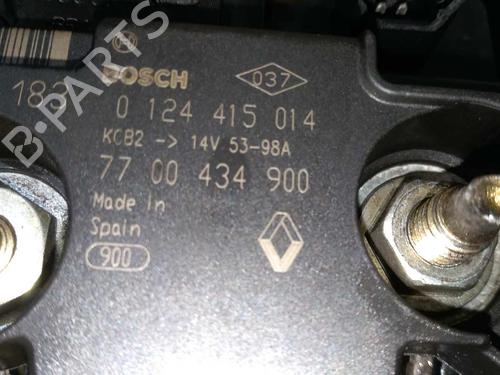 BOSCH
037
183
0 124 415 014
KCB2 -> 14V 53-98A
77 00 434 900
Made in
Spain
900
B-PARTS